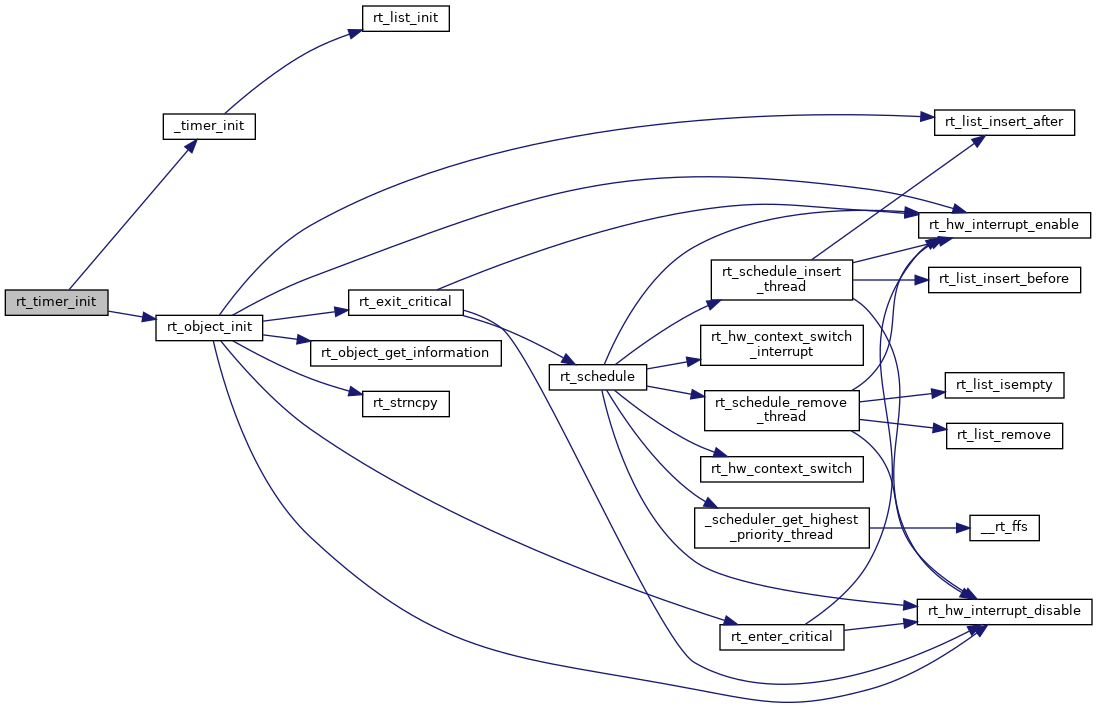 rt_list_init
_timer_init
rt_list_insert_after
rt_hw_interrupt_enable
rt_schedule_insert
_thread
rt_list_insert_before
rt_timer_init
rt_exit_critical
rt_object_init
rt_hw_context_switch
_interrupt
rt_object_get_information
rt_schedule
rt_list_isempty
rt_strncpy
rt_schedule_remove
_thread
rt_list_remove
rt_hw_context_switch
_scheduler_get_highest
_priority_thread
__rt_ffs
rt_hw_interrupt_disable
rt_enter_critical